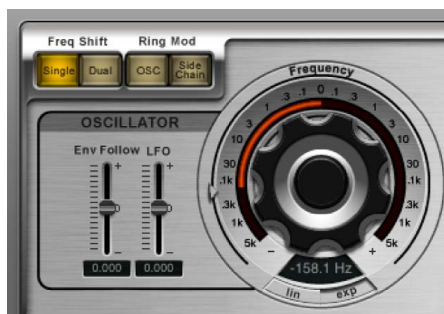 Freq Shift
Ring Mod
Single
Dual
OSC
Side Chain
OSCILLATOR
Env Follow
LFO
+
+
–
–
0.000
0.000
Frequency
0
.1
.1
.3
.3
1
1
3
3
10
10
30
30
.1k
.1k
.3k
.3k
1k
1k
5k
5k
–
+
-158.1 Hz
lin
exp